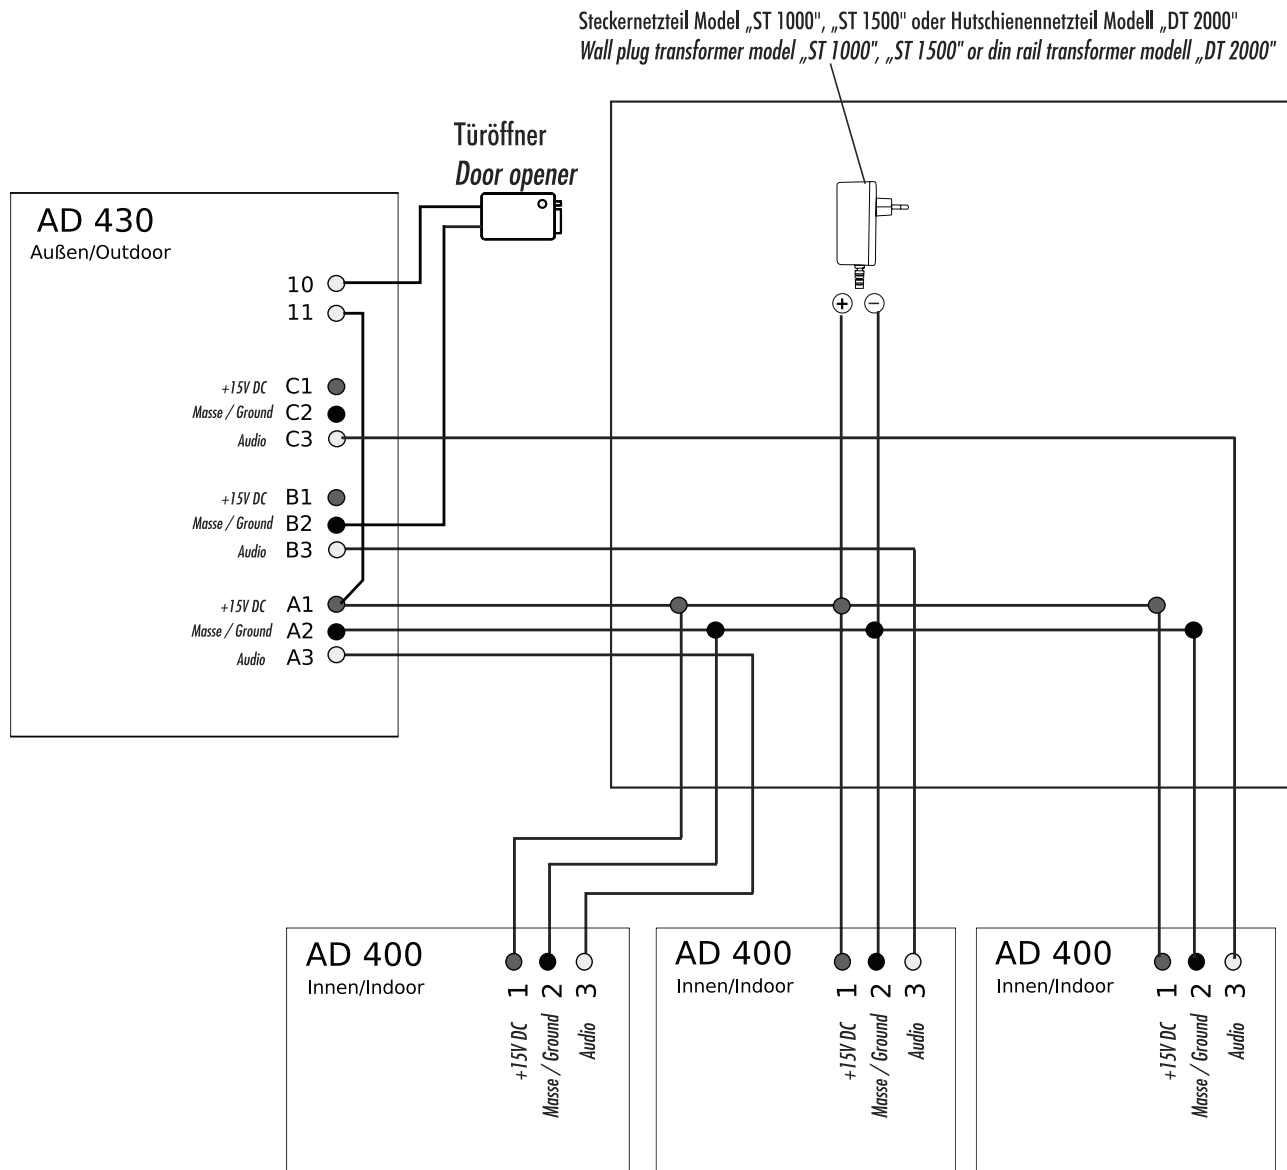 Steckernetzteil Model „ST 1000", „ST 1500" oder Hutschienennetzteil Modell „DT 2000"
Wall plug transformer model „ST 1000", „ST 1500" or din rail transformer modell „DT 2000"
Türöffner
Door opener
AD 430
Außen/Outdoor
10
11
+15V DC C1
Masse / Ground C2
Audio C3
+15V DC B1
Masse / Ground B2
Audio B3
+15V DC A1
Masse / Ground A2
Audio A3
+
−
AD 400
Innen/Indoor
1
2
3
+15V DC
Masse / Ground
Audio
AD 400
Innen/Indoor
1
2
3
+15V DC
Masse / Ground
Audio
AD 400
Innen/Indoor
1
2
3
+15V DC
Masse / Ground
Audio